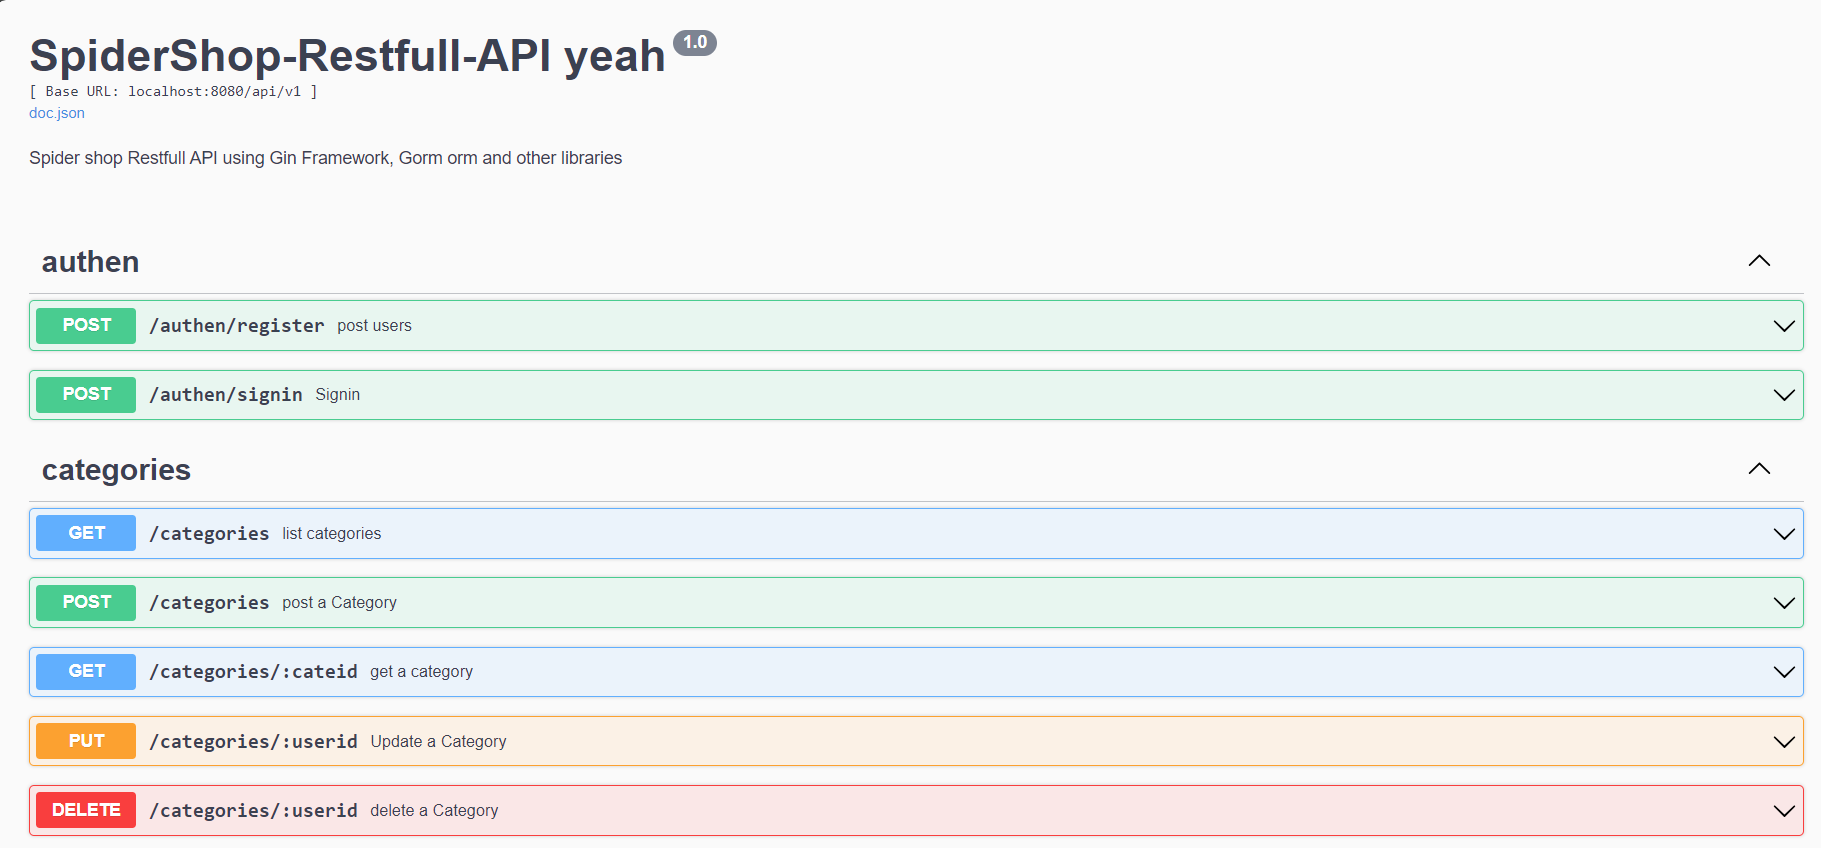 SpiderShop-Restfull-API yeah 1.0
[ Base URL: localhost:8080/api/v1 ]
doc.json
Spider shop Restfull API using Gin Framework, Gorm orm and other libraries
authen
POST /authen/register post users
POST /authen/signin Signin
categories
GET /categories list categories
POST /categories post a Category
GET /categories/:cateid get a category
PUT /categories/:userid Update a Category
DELETE /categories/:userid delete a Category